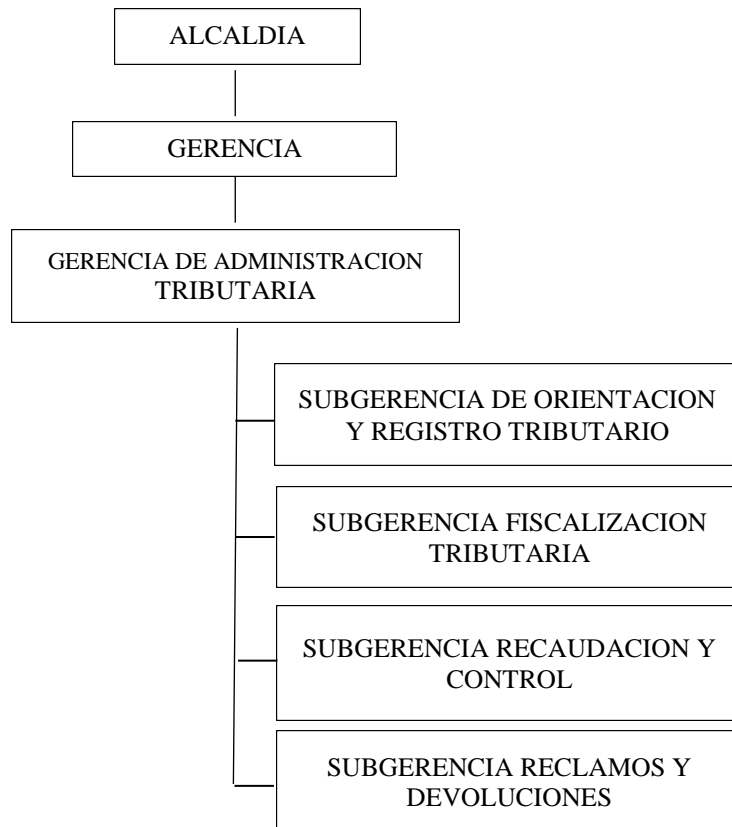 ALCALDIA
GERENCIA
GERENCIA DE ADMINISTRACION
TRIBUTARIA
SUBGERENCIA DE ORIENTACION
Y REGISTRO TRIBUTARIO
SUBGERENCIA FISCALIZACION
TRIBUTARIA
SUBGERENCIA RECAUDACION Y
CONTROL
SUBGERENCIA RECLAMOS Y
DEVOLUCIONES